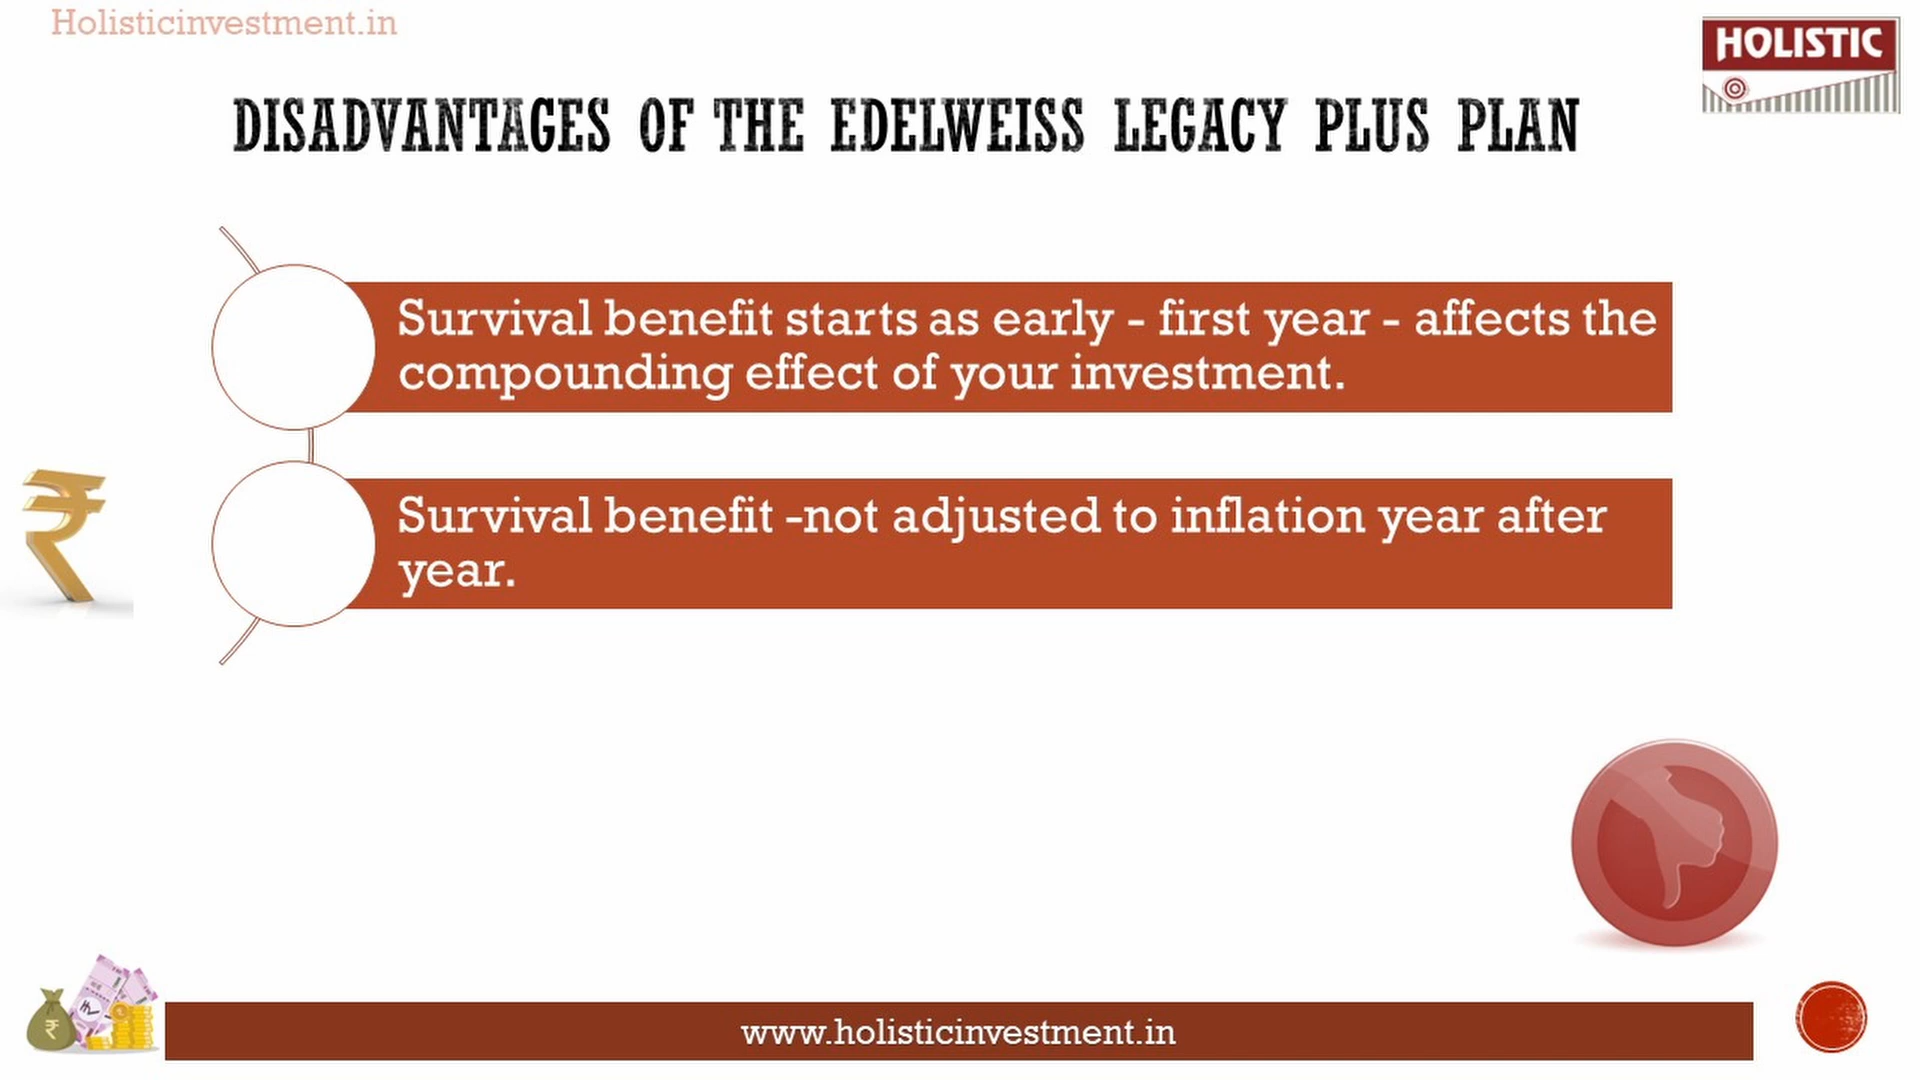 Holisticinvestment.in
HOLISTIC
DISADVANTAGES OF THE EDELWEISS LEGACY PLUS PLAN
Survival benefit starts as early - first year - affects the
compounding effect of your investment.
Survival benefit -not adjusted to inflation year after
year.
www.holisticinvestment.in